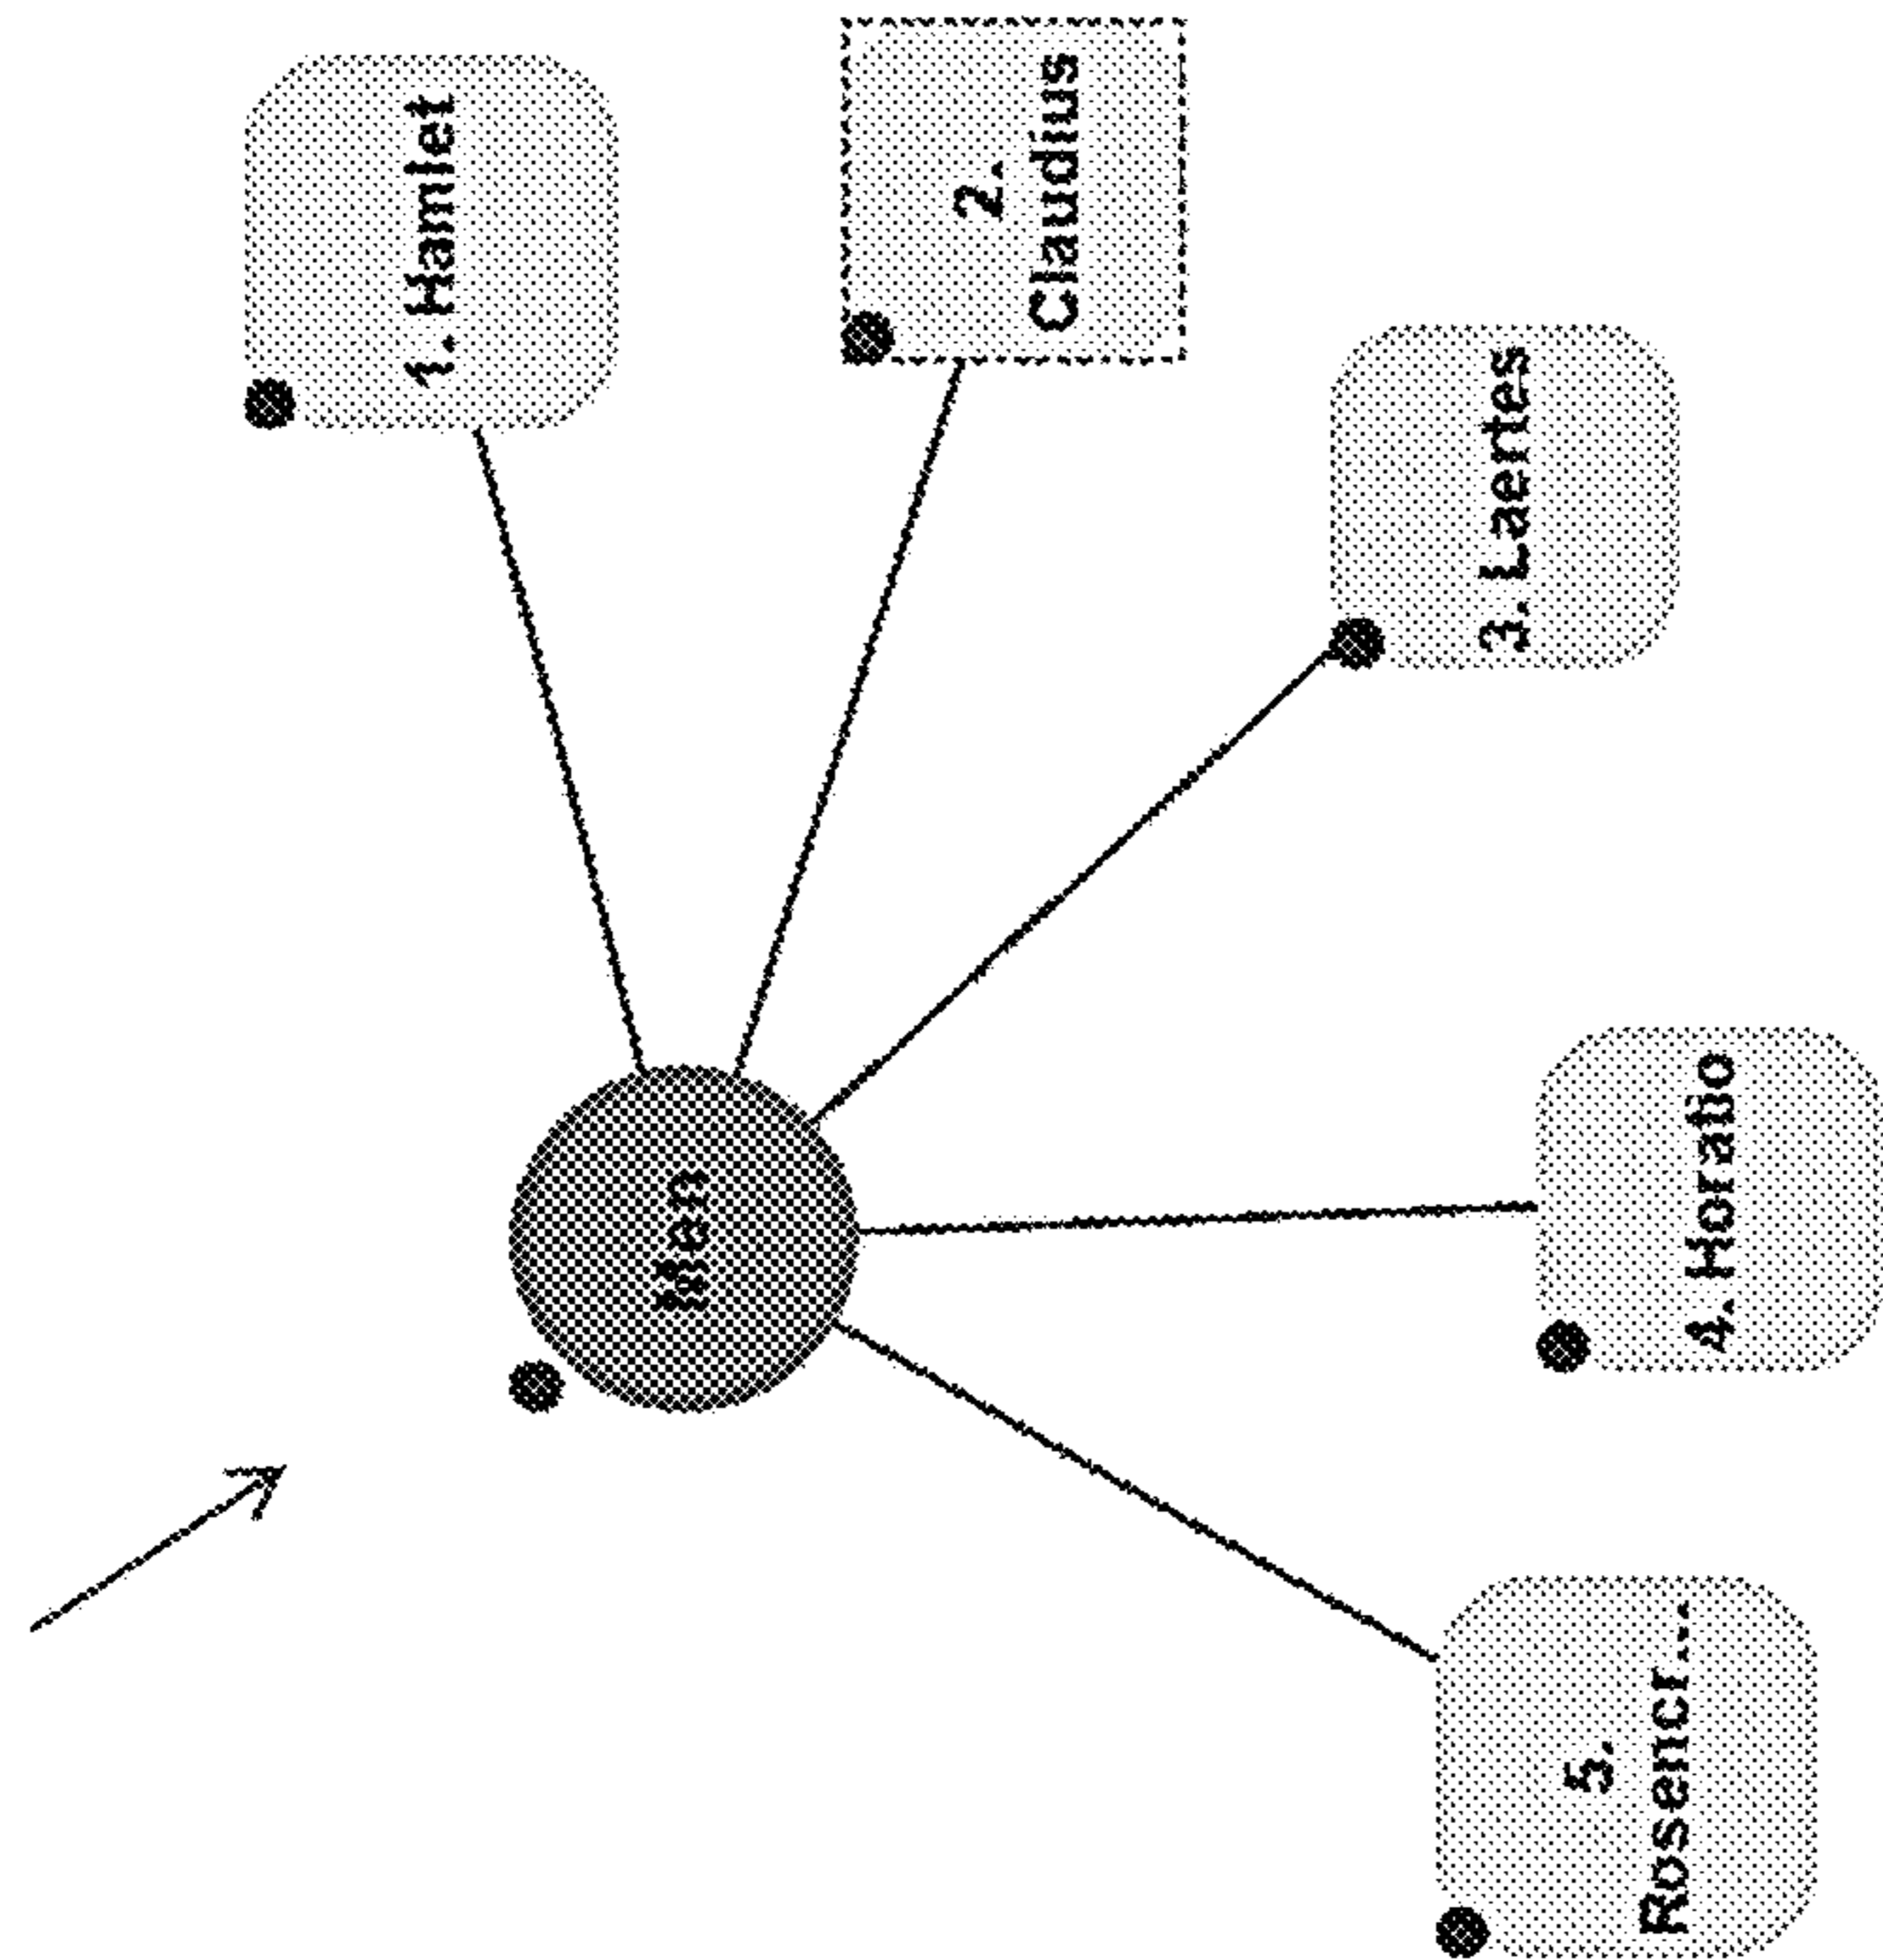 Men
1. Hamlet
2.
Claudius
3. Laertes
4. Horatio
5.
Rosencr...